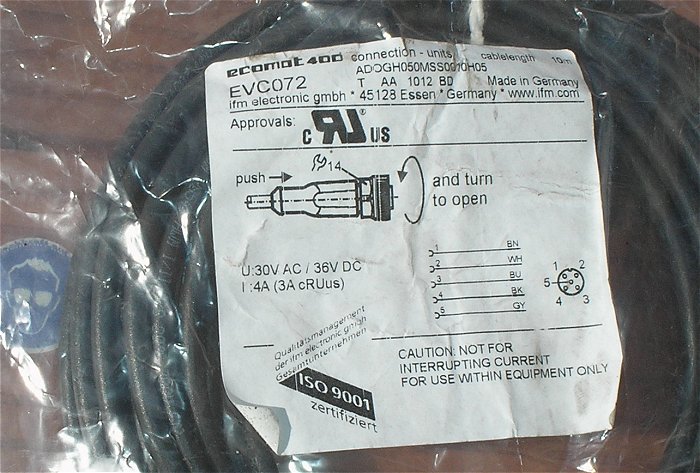 ecomat 400 connection - units, cablelength 10m
ADOGH050MSS0010H05
EVC072 T AA 1012 BD Made in Germany
ifm electronic gmbh * 45128 Essen * Germany * www.ifm.com
Approvals: c RU US ®
14
push
and turn
to open
U:30V AC / 36V DC
I :4A (3A cRUus)
1 BN
2 WH
3 BU
4 BK
5 GY
1 2
5
4 3
Qualitätsmanagement
der ifm electronic gmbh
Gesamtunternehmen
ISO 9001
zertifiziert
CAUTION: NOT FOR
INTERRUPTING CURRENT
FOR USE WITHIN EQUIPMENT ONLY